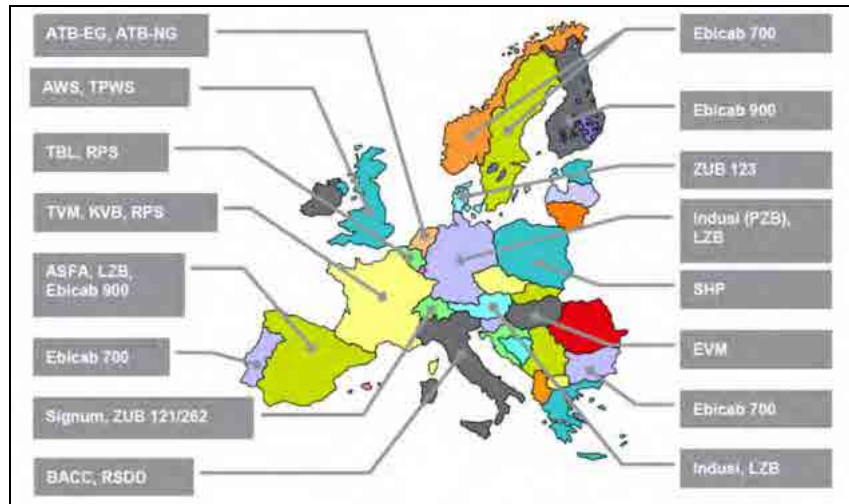 ATB-EG, ATB-NG
AWS, TPWS
TBL, RPS
TVM, KVB, RPS
ASFA, LZB,
Ebicab 900
Ebicab 700
Signum, ZUB 121/262
BACC, RSDD
Ebicab 700
Ebicab 900
ZUB 123
Indusi (PZB),
LZB
SHP
EVM
Ebicab 700
Indusi, LZB